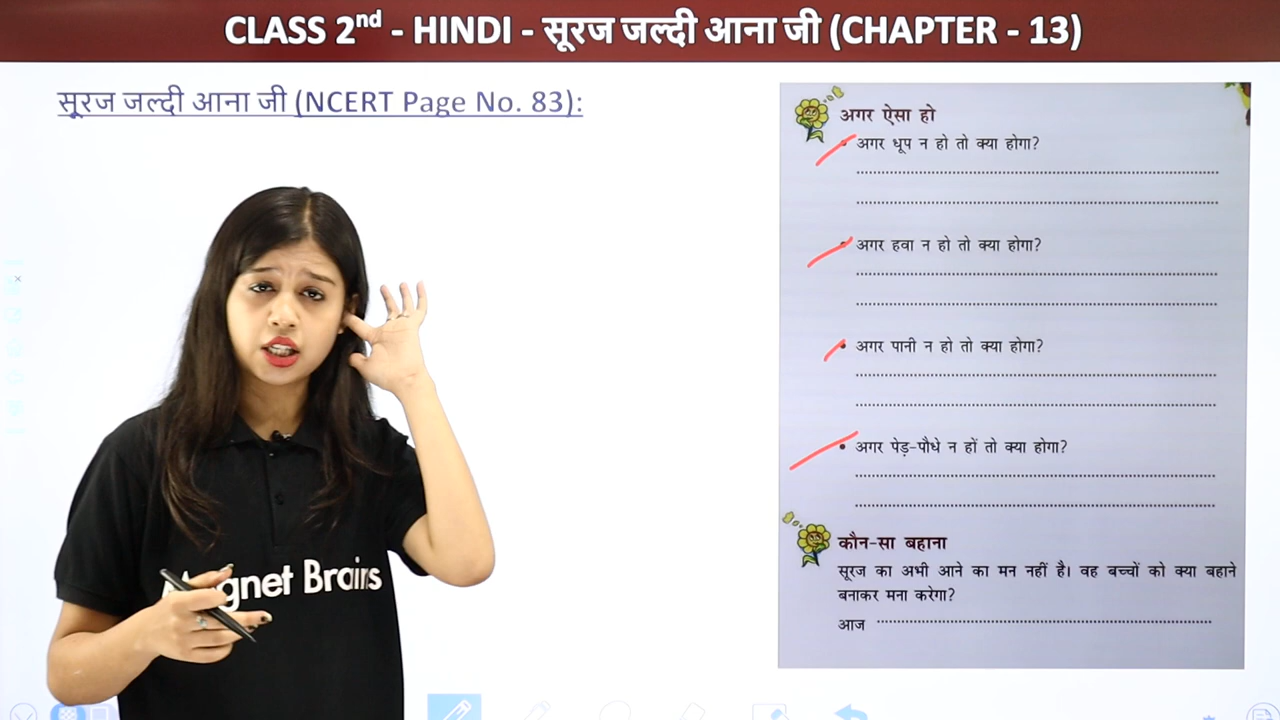 CLASS 2nd - HINDI - सूरज जल्दी आना जी (CHAPTER - 13)
सूरज जल्दी आना जी (NCERT Page No. 83):
अगर ऐसा हो
• अगर धूप न हो तो क्या होगा?
• अगर हवा न हो तो क्या होगा?
• अगर पानी न हो तो क्या होगा?
• अगर पेड़-पौधे न हों तो क्या होगा?
कौन-सा बहाना
सूरज का अभी आने का मन नहीं है। वह बच्चों को क्या बहाने
बनाकर मना करेगा?
आज
Magnet Brains